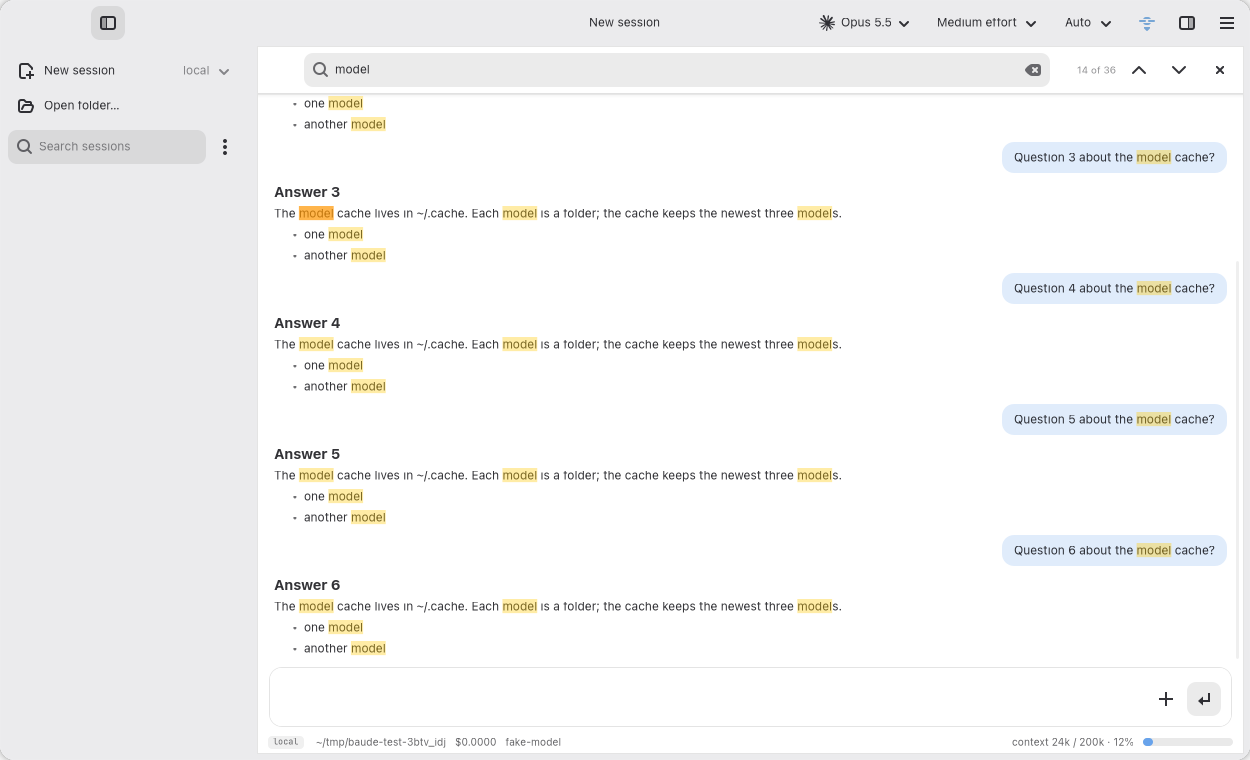 New session
Opus 5.5
Medium effort
Auto
New session
local
Open folder...
Search sessions
model
14 of 36
one model
another model
Question 3 about the model cache?
Answer 3
The model cache lives in ~/.cache. Each model is a folder; the cache keeps the newest three models.
one model
another model
Question 4 about the model cache?
Answer 4
The model cache lives in ~/.cache. Each model is a folder; the cache keeps the newest three models.
one model
another model
Question 5 about the model cache?
Answer 5
The model cache lives in ~/.cache. Each model is a folder; the cache keeps the newest three models.
one model
another model
Question 6 about the model cache?
Answer 6
The model cache lives in ~/.cache. Each model is a folder; the cache keeps the newest three models.
one model
another model
local ~/tmp/baude-test-3btv_idj $0.0000 fake-model
context 24k / 200k · 12%